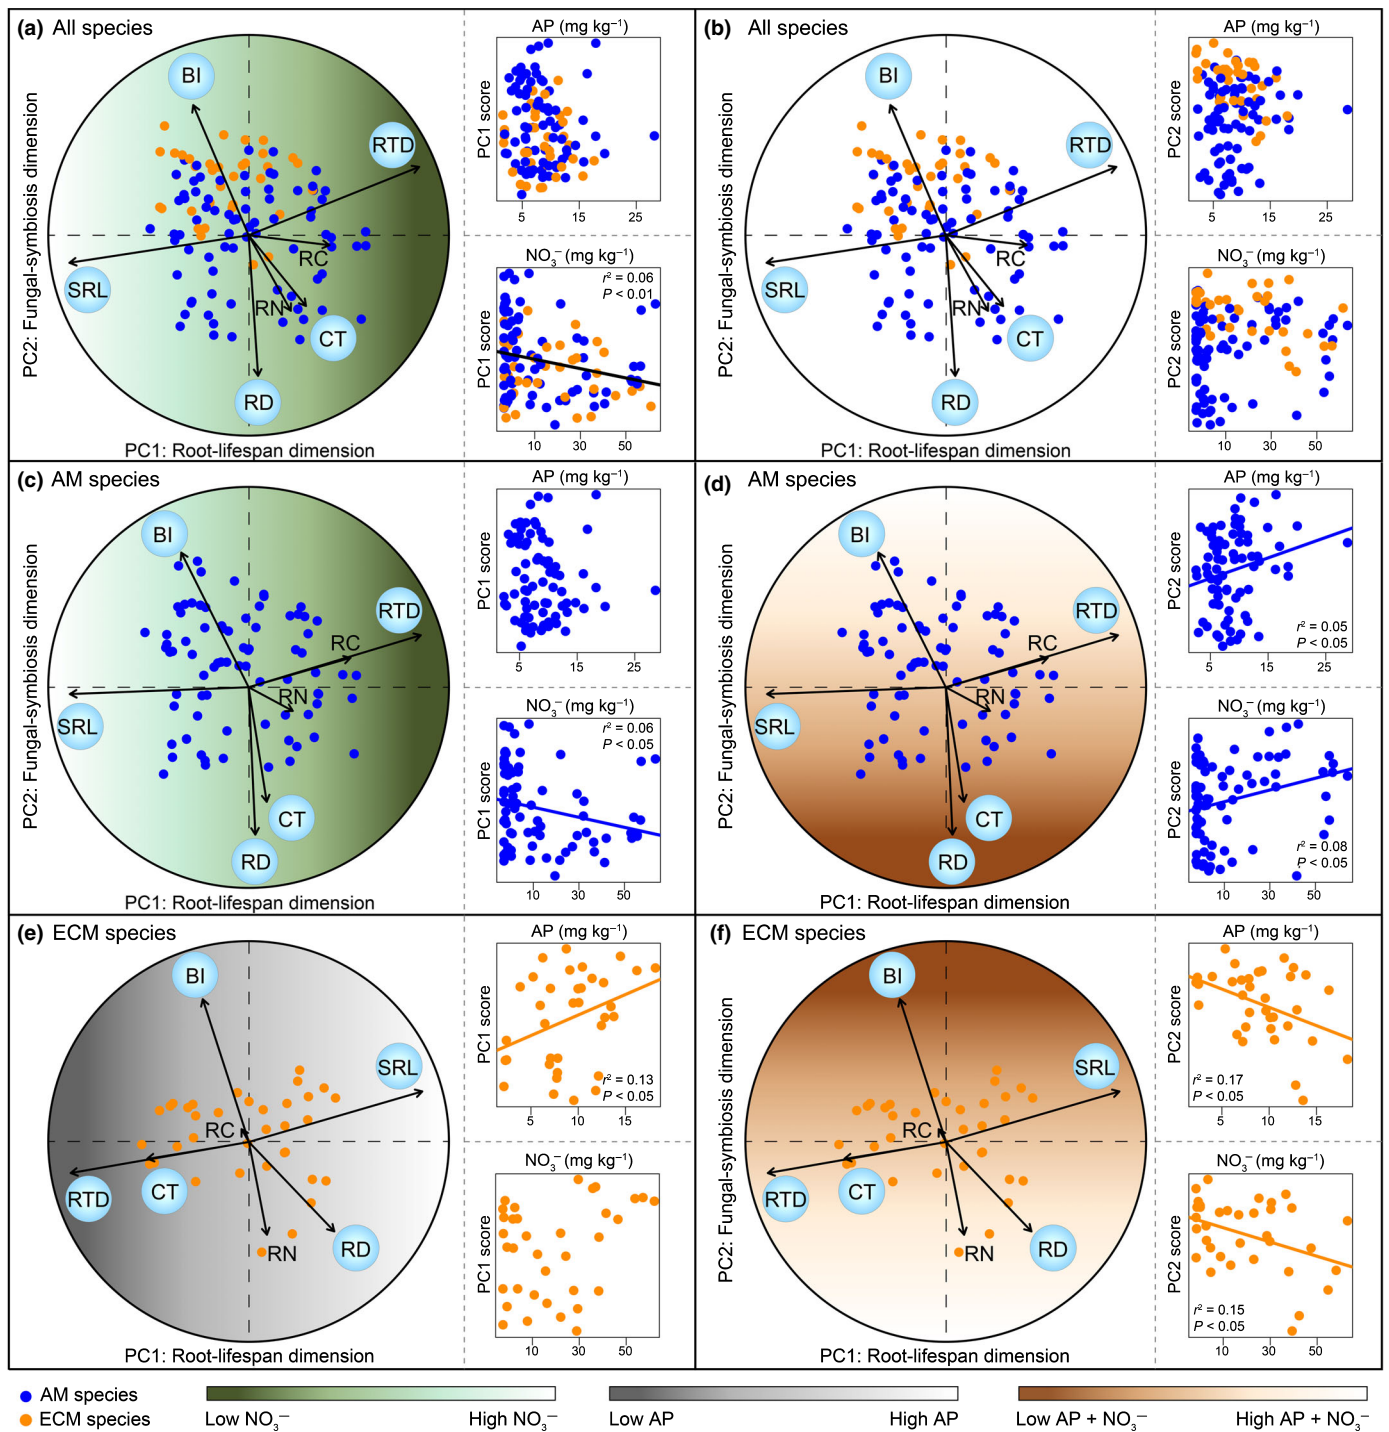 (a) All species
BI
RTD
SRL
RC
RN
CT
RD
PC2: Fungal-symbiosis dimension
PC1: Root-lifespan dimension
AP (mg kg⁻¹)
PC1 score
5 15 25
NO₃⁻ (mg kg⁻¹)
r² = 0.06
P < 0.01
PC1 score
10 30 50
(b) All species
BI
RTD
SRL
RC
RN
CT
RD
PC2: Fungal-symbiosis dimension
PC1: Root-lifespan dimension
AP (mg kg⁻¹)
PC2 score
5 15 25
NO₃⁻ (mg kg⁻¹)
PC2 score
10 30 50
(c) AM species
BI
RTD
RC
RN
SRL
CT
RD
PC2: Fungal-symbiosis dimension
PC1: Root-lifespan dimension
AP (mg kg⁻¹)
PC1 score
5 15 25
NO₃⁻ (mg kg⁻¹)
r² = 0.06
P < 0.05
PC1 score
10 30 50
(d) AM species
BI
RTD
RC
RN
SRL
CT
RD
PC2: Fungal-symbiosis dimension
PC1: Root-lifespan dimension
AP (mg kg⁻¹)
PC2 score
r² = 0.05
P < 0.05
5 15 25
NO₃⁻ (mg kg⁻¹)
PC2 score
r² = 0.08
P < 0.05
10 30 50
(e) ECM species
BI
SRL
RC
RTD
CT
RN
RD
PC1: Root-lifespan dimension
AP (mg kg⁻¹)
PC1 score
r² = 0.13
P < 0.05
5 10 15
NO₃⁻ (mg kg⁻¹)
PC1 score
10 30 50
(f) ECM species
BI
SRL
RC
RTD
CT
RN
RD
PC2: Fungal-symbiosis dimension
PC1: Root-lifespan dimension
AP (mg kg⁻¹)
PC2 score
r² = 0.17
P < 0.05
5 10 15
NO₃⁻ (mg kg⁻¹)
PC2 score
r² = 0.15
P < 0.05
10 30 50
AM species
ECM species
Low NO₃⁻ High NO₃⁻
Low AP High AP
Low AP + NO₃⁻ High AP + NO₃⁻